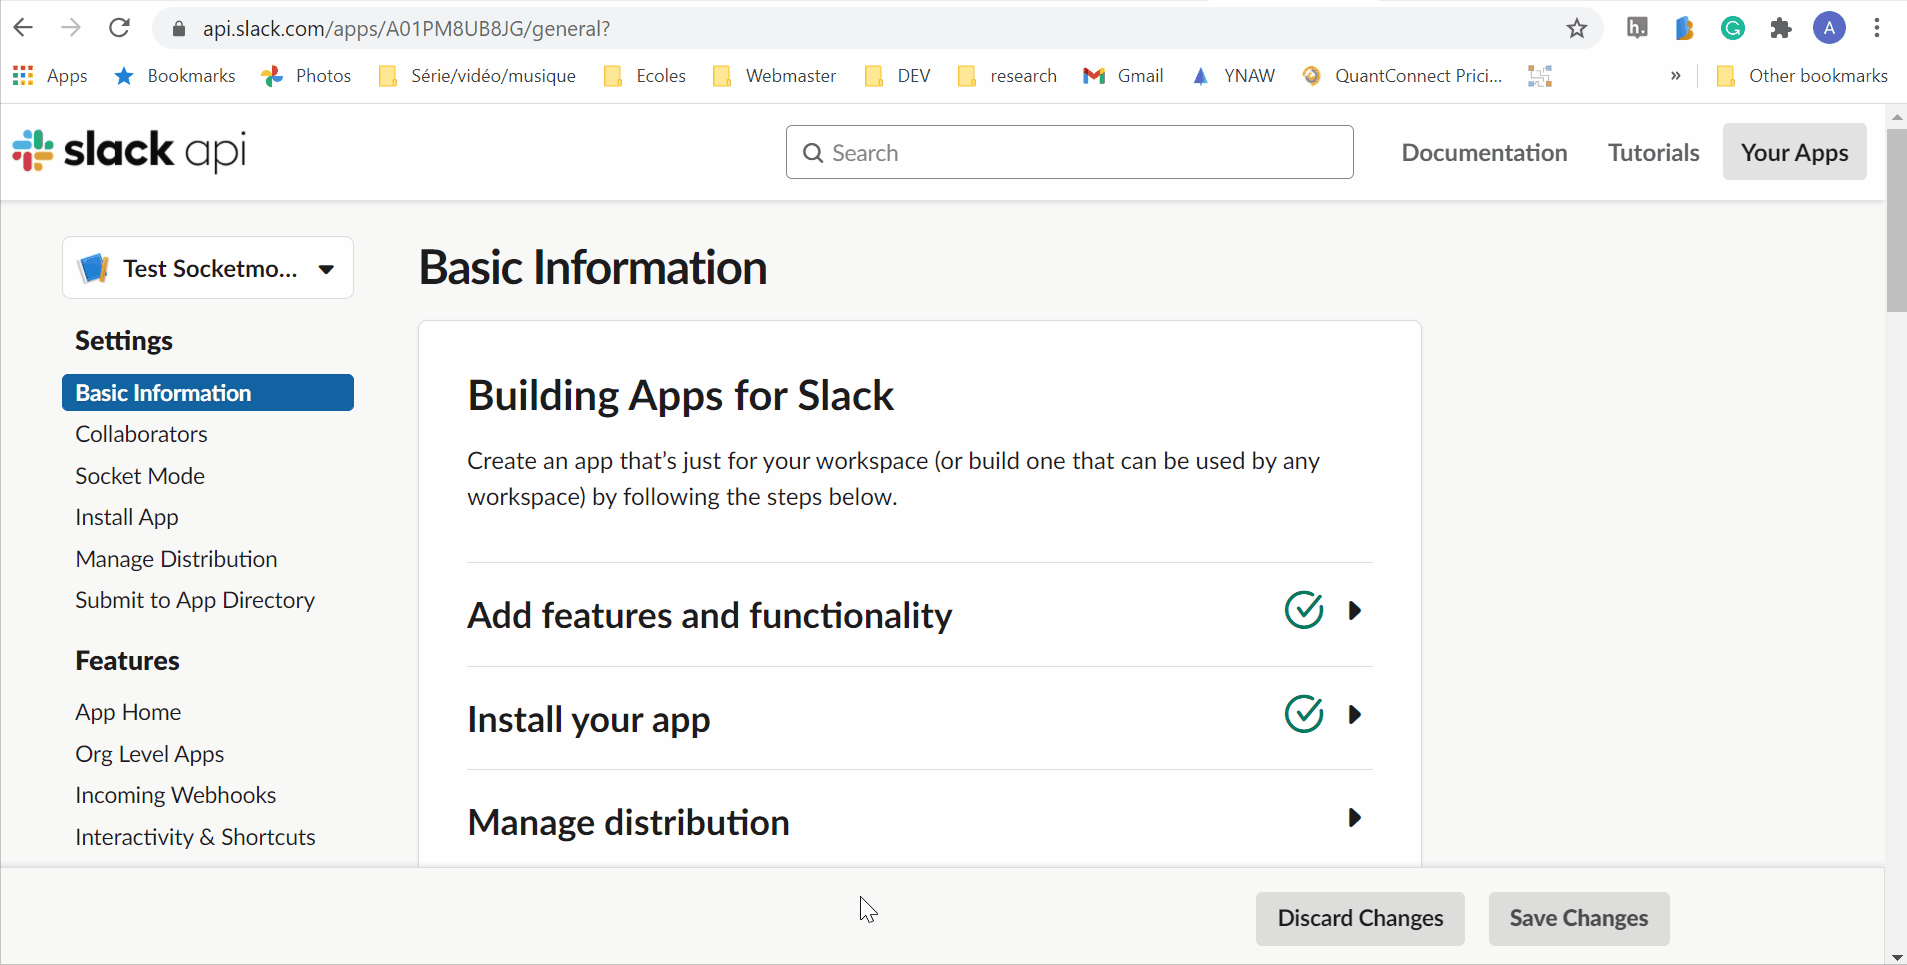 api.slack.com/apps/A01PM8UB8JG/general?
h.
A
Apps Bookmarks Photos Série/vidéo/musique Ecoles Webmaster DEV research Gmail YNAW QuantConnect Prici... » Other bookmarks
slack api
Search
Documentation Tutorials Your Apps
Test Socketmo...
Settings
Basic Information
Collaborators
Socket Mode
Install App
Manage Distribution
Submit to App Directory
Features
App Home
Org Level Apps
Incoming Webhooks
Interactivity & Shortcuts
Basic Information
Building Apps for Slack
Create an app that’s just for your workspace (or build one that can be used by any
workspace) by following the steps below.
Add features and functionality
Install your app
Manage distribution
Discard Changes Save Changes